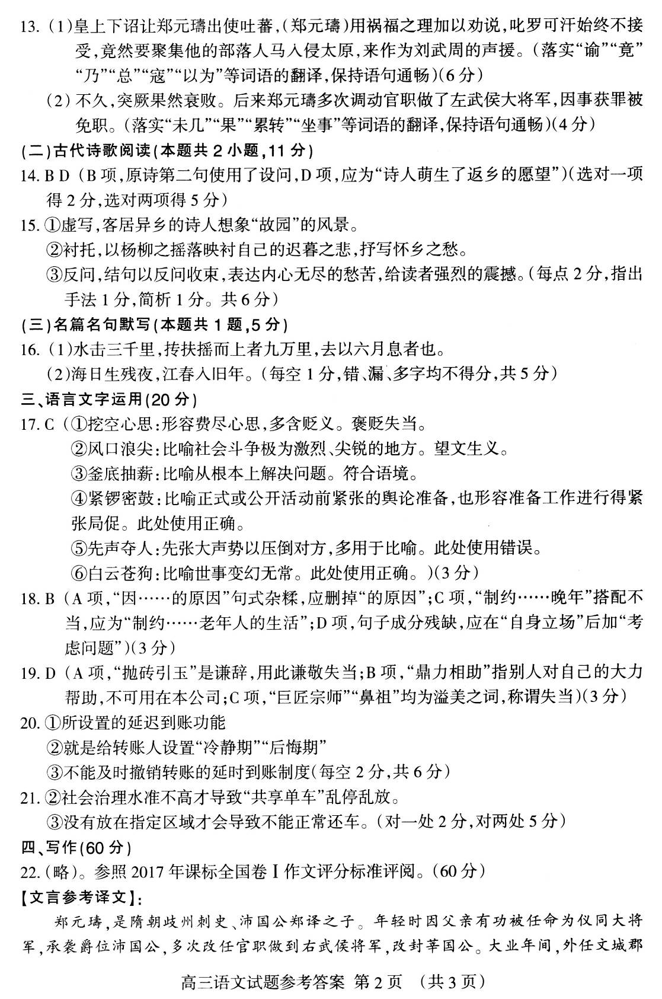 13. (1)皇上下诏让郑元璹出使吐蕃,(郑元璹)用祸福之理加以劝说,叱罗可汗始终不接
受,竟然要聚集他的部落人马入侵太原,来作为刘武周的声援。(落实“谕”“竟”
“乃”“总”“寇”“以为”等词语的翻译,保持语句通畅)(6分)
(2) 不久,突厥果然衰败。后来郑元璹多次调动官职做了左武侯大将军,因事获罪被
免职。(落实“未几”“果”“累转”“坐事”等词语的翻译,保持语句通畅)(4分)
(二)古代诗歌阅读(本题共2小题,11分)
14. B D (B项,原诗第二句使用了设问,D项,应为“诗人萌生了返乡的愿望”)(选对一项
得2分,选对两项得5分)
15. ①虚写,客居异乡的诗人想象“故园”的风景。
②衬托,以杨柳之摇落映衬自己的迟暮之悲,抒写怀乡之愁。
③反问,结句以反问收束,表达内心无尽的愁苦,给读者强烈的震撼。(每点2分,指出
手法1分,简析1分。共6分)
(三)名篇名句默写(本题共1题,5分)
16. (1)水击三千里,抟扶摇而上者九万里,去以六月息者也。
(2)海日生残夜,江春入旧年。(每空1分,错、漏、多字均不得分,共5分)
三、语言文字运用(20分)
17. C (①挖空心思:形容费尽心思,多含贬义。褒贬失当。
②风口浪尖:比喻社会斗争极为激烈、尖锐的地方。望文生义。
③釜底抽薪:比喻从根本上解决问题。符合语境。
④紧锣密鼓:比喻正式或公开活动前紧张的舆论准备,也形容准备工作进行得紧
张局促。此处使用正确。
⑤先声夺人:先张大声势以压倒对方,多用于比喻。此处使用错误。
⑥白云苍狗:比喻世事变幻无常。此处使用正确。)(3分)
18. B (A项,“因……的原因”句式杂糅,应删掉“的原因”;C项,“制约……晚年”搭配不
当,应为“制约……老年人的生活”;D项,句子成分残缺,应在“自身立场”后加“考
虑问题”)(3分)
19. D (A项,“抛砖引玉”是谦辞,用此谦敬失当;B项,“鼎力相助”指别人对自己的大力
帮助,不可用在本公司;C项,“巨匠宗师”“鼻祖”均为溢美之词,称谓失当)(3分)
20. ①所设置的延迟到账功能
②就是给转账人设置“冷静期”“后悔期”
③不能及时撤销转账的延时到账制度(每空2分,共6分)
21. ②社会治理水准不高才导致“共享单车”乱停乱放。
③没有放在指定区域才会导致不能正常还车。(对一处2分,对两处5分)
四、写作(60分)
22.(略)。参照2017年课标全国卷Ⅰ作文评分标准评阅。(60分)
【文言参考译文】:
郑元璹,是隋朝歧州刺史、沛国公郑译之子。年轻时因父亲有功被任命为仪同大将
军,承袭爵位沛国公,多次改任官职做到右武侯将军,改封莘国公。大业年间,外任文城郡
高三语文试题参考答案 第2页 (共3页)